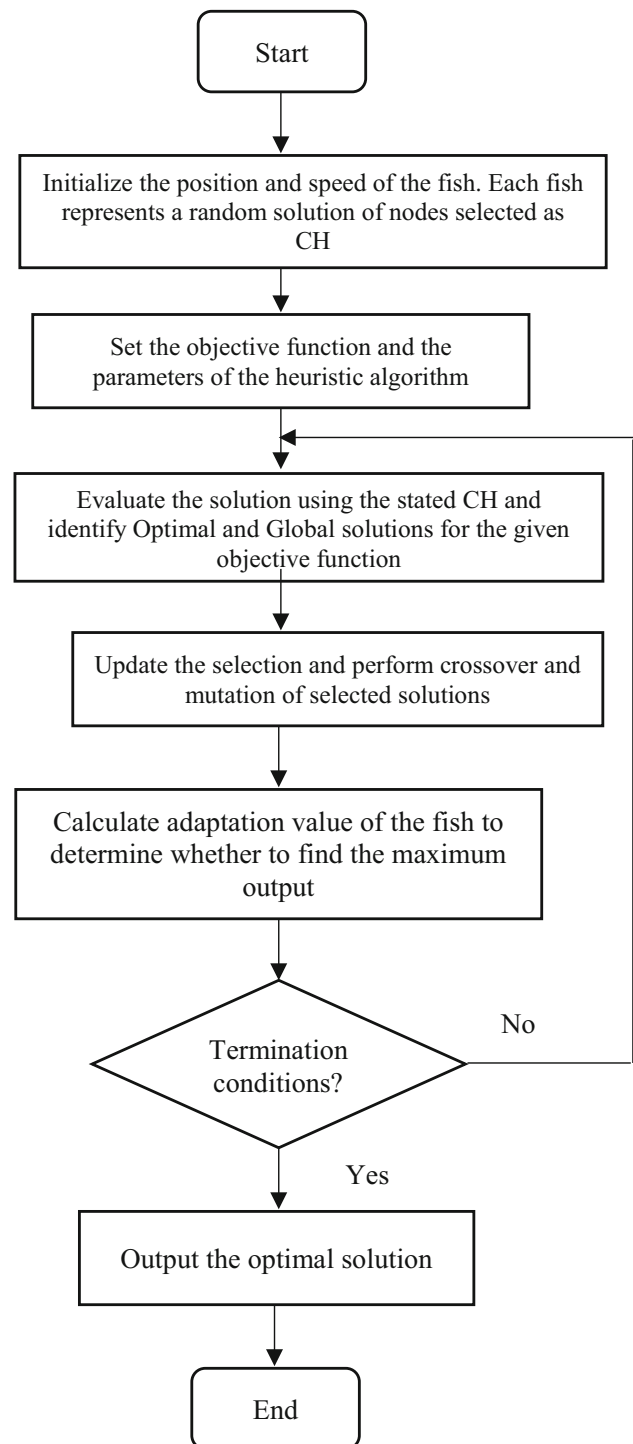 Start
Initialize the position and speed of the fish. Each fish
represents a random solution of nodes selected as
CH
Set the objective function and the
parameters of the heuristic algorithm
Evaluate the solution using the stated CH and
identify Optimal and Global solutions for the given
objective function
Update the selection and perform crossover and
mutation of selected solutions
Calculate adaptation value of the fish to
determine whether to find the maximum
output
No
Termination
conditions?
Yes
Output the optimal solution
End